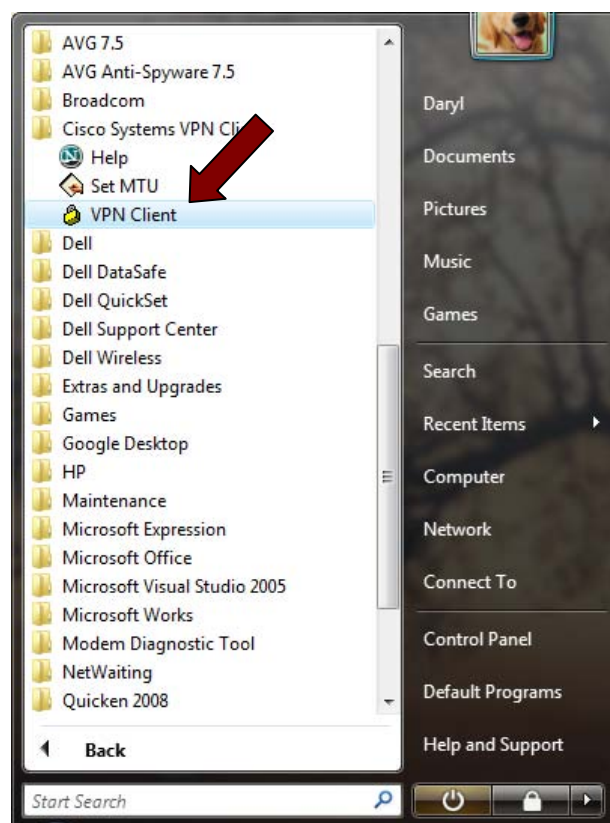 AVG 7.5
AVG Anti-Spyware 7.5
Broadcom
Cisco Systems VPN
Help
Set MTU
VPN Client
Dell
Dell DataSafe
Dell QuickSet
Dell Support Center
Dell Wireless
Extras and Upgrades
Games
Google Desktop
HP
Maintenance
Microsoft Expression
Microsoft Office
Microsoft Visual Studio 2005
Microsoft Works
Modem Diagnostic Tool
NetWaiting
Quicken 2008
Back
Start Search
Daryl
Documents
Pictures
Music
Games
Search
Recent Items
Computer
Network
Connect To
Control Panel
Default Programs
Help and Support